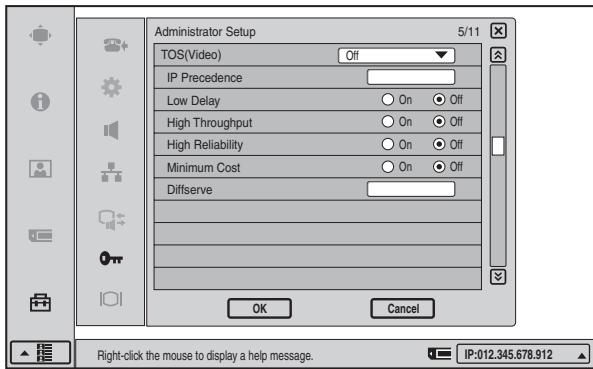 Administrator Setup 5/11
TOS(Video) Off
IP Precedence
Low Delay On Off
High Throughput On Off
High Reliability On Off
Minimum Cost On Off
Diffserve
OK Cancel
Right-click the mouse to display a help message. IP:012.345.678.912